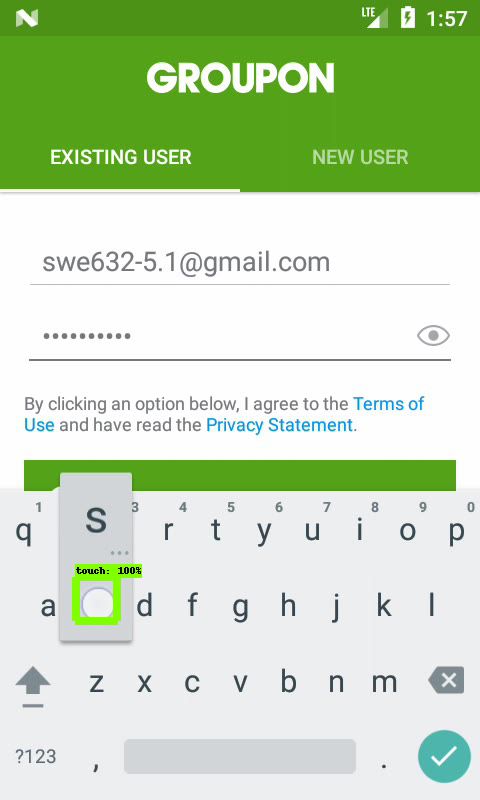 LTE 1:57
GROUPON
EXISTING USER NEW USER
swe632-5.1@gmail.com
••••••••••
By clicking an option below, I agree to the Terms of
Use and have read the Privacy Statement.
1 3 4 5 6 7 8 9 0
q s r t y u i o p
touch: 100%
a d f g h j k l
z x c v b n m
?123 , .